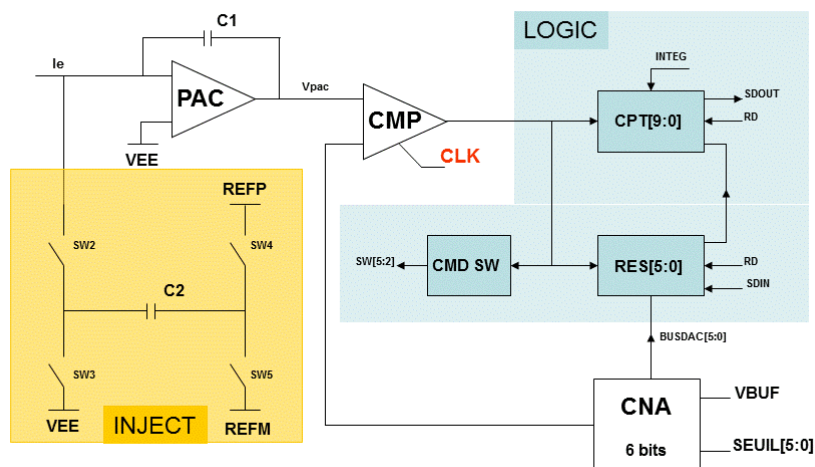 C1
LOGIC
Ie
INTEG
PAC
Vpac
SDOUT
CMP
CPT[9:0]
RD
VEE
CLK
REFP
SW2
SW4
SW[5:2]
CMD SW
RES[5:0]
RD
SDIN
C2
BUSDAC[5:0]
SW3
SW5
VEE
INJECT
REFM
CNA
6 bits
VBUF
SEUIL[5:0]